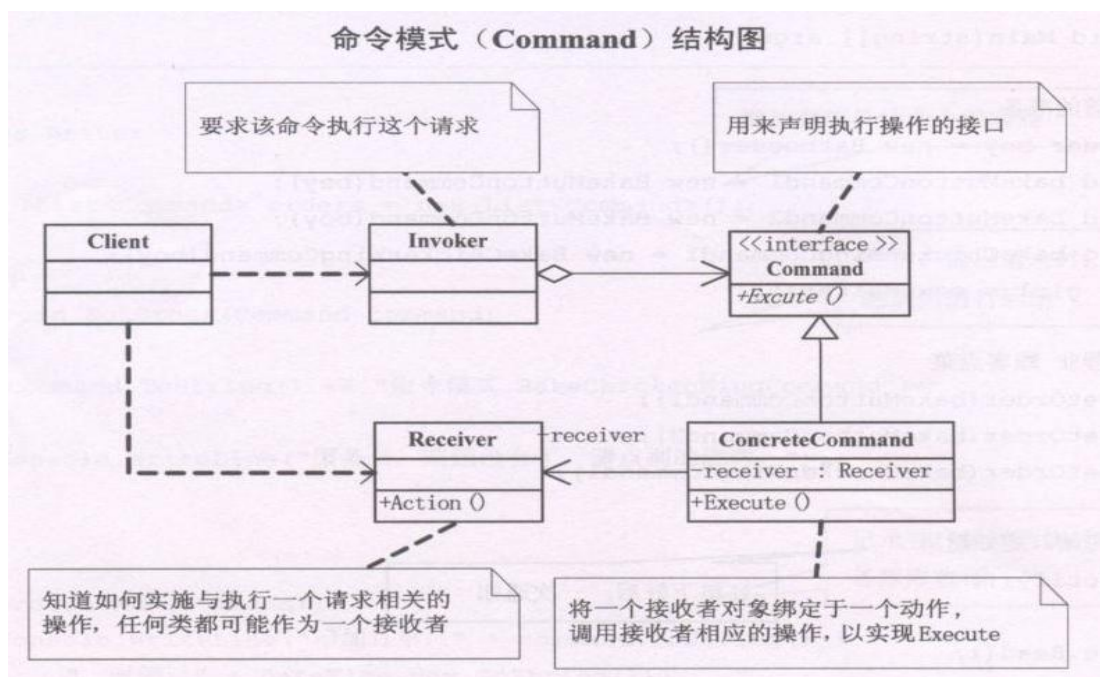 命令模式（Command）结构图
要求该命令执行这个请求
用来声明执行操作的接口
Client
Invoker
<<interface >>
Command
+Excute ()
Receiver
+Action ()
-receiver
ConcreteCommand
-receiver : Receiver
+Execute ()
知道如何实施与执行一个请求相关的
操作，任何类都可能作为一个接收者
将一个接收者对象绑定于一个动作，
调用接收者相应的操作，以实现Execute